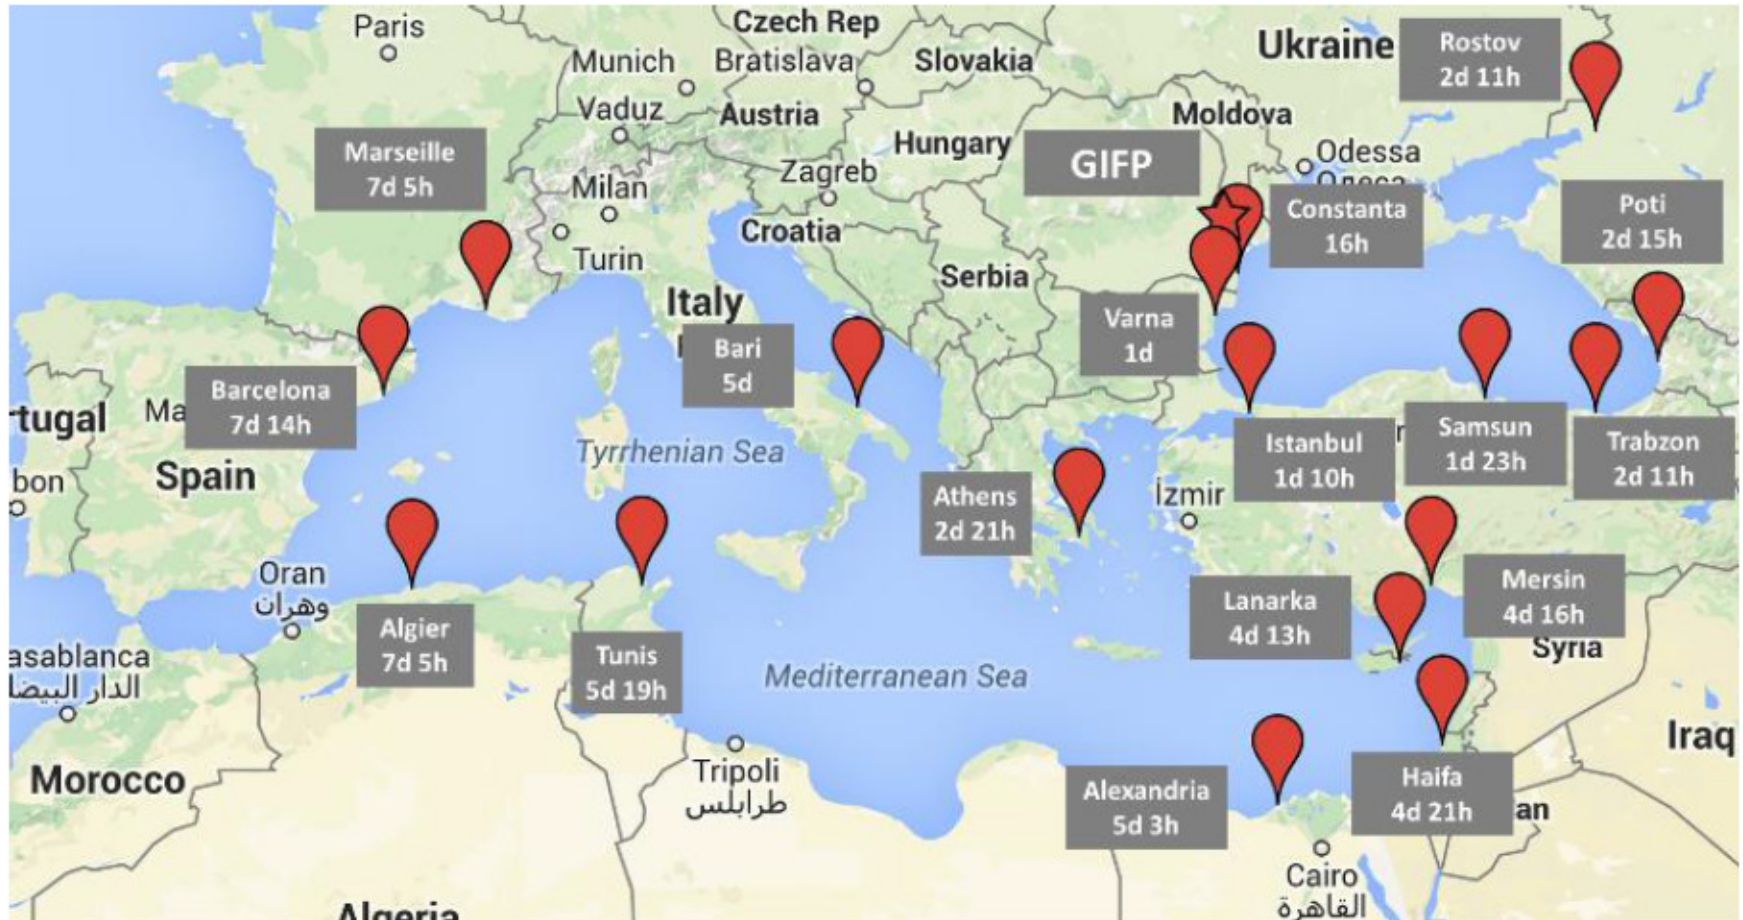 Paris
Czech Rep
Munich
Bratislava
Slovakia
Ukraine
Rostov
2d 11h
Vaduz
Austria
Moldova
Hungary
Marseille
7d 5h
GIFP
Odessa
Milan
Zagreb
Constanta
16h
Poti
2d 15h
Turin
Croatia
Serbia
Italy
Varna
1d
Bari
5d
Barcelona
7d 14h
Ma
rtugal
Tyrrhenian Sea
Istanbul
1d 10h
Samsun
1d 23h
Trabzon
2d 11h
Spain
bon
Athens
2d 21h
İzmir
Oran
وهران
Mersin
4d 16h
Lanarka
4d 13h
Algier
7d 5h
Tunis
5d 19h
Syria
asablanca
الدار البيضا
Mediterranean Sea
Iraq
Morocco
Tripoli
طرابلس
Alexandria
5d 3h
Haifa
4d 21h
an
Cairo
القاهرة
Algeria